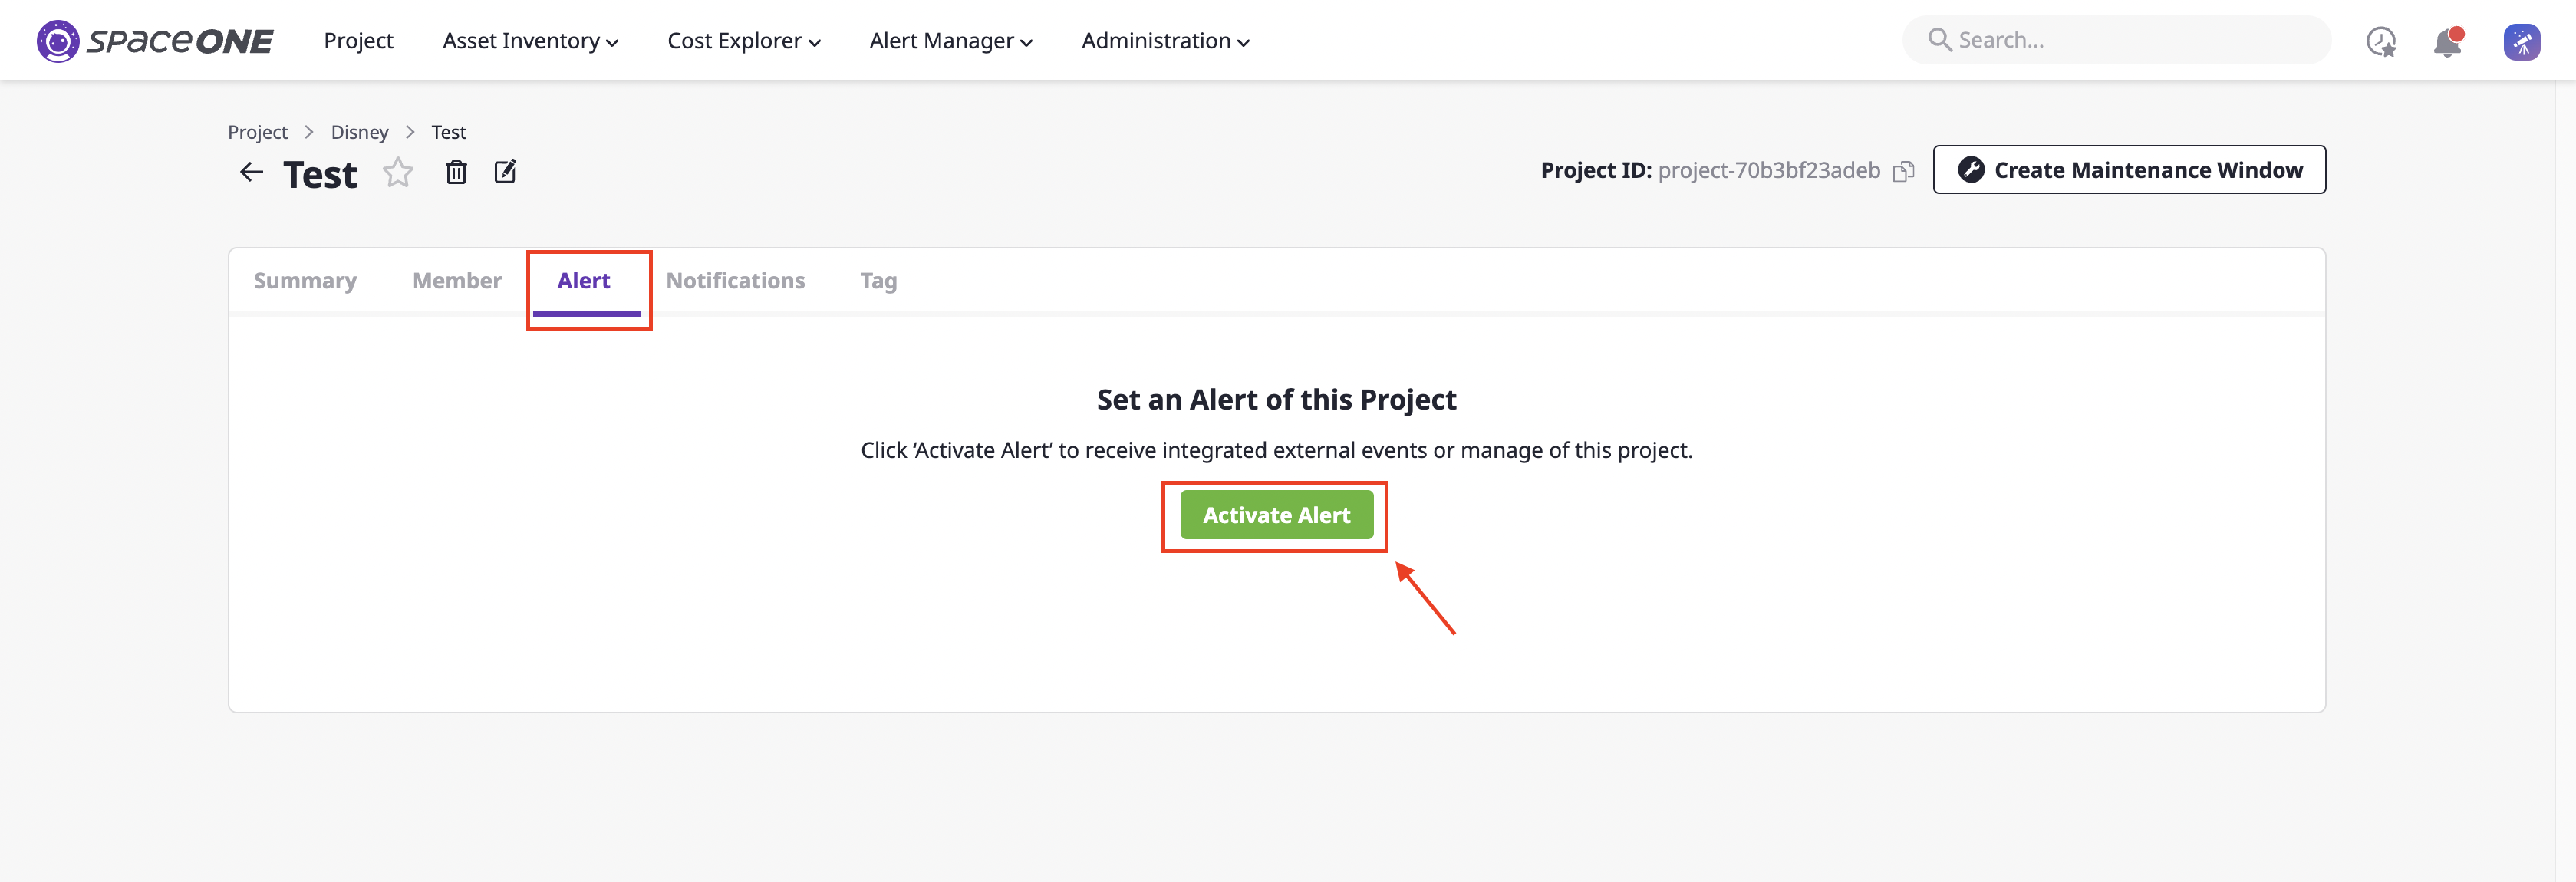 spaceONE Project Asset Inventory Cost Explorer Alert Manager Administration Search...
Project > Disney > Test
Test Project ID: project-70b3bf23adeb Create Maintenance Window
Summary Member Alert Notifications Tag
Set an Alert of this Project
Click ‘Activate Alert’ to receive integrated external events or manage of this project.
Activate Alert